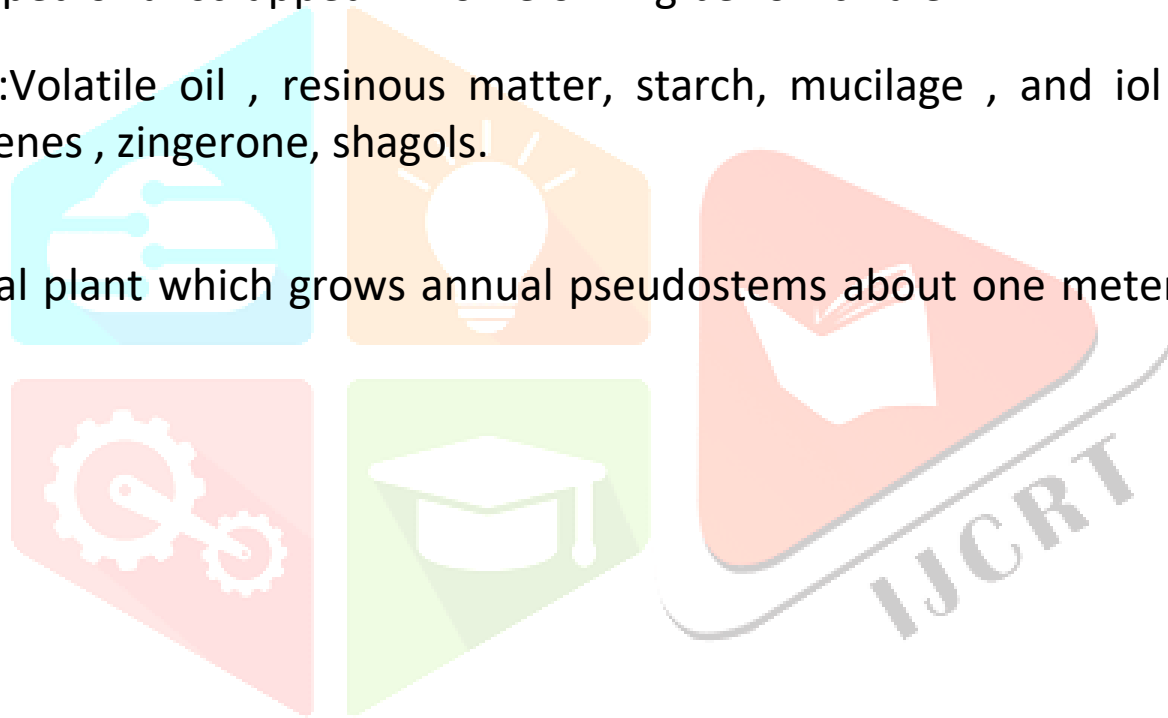 :Volatile oil , resinous matter, starch, mucilage , and iol
enes , zingerone, shagols.
al plant which grows annual pseudostems about one meter
IJCRT